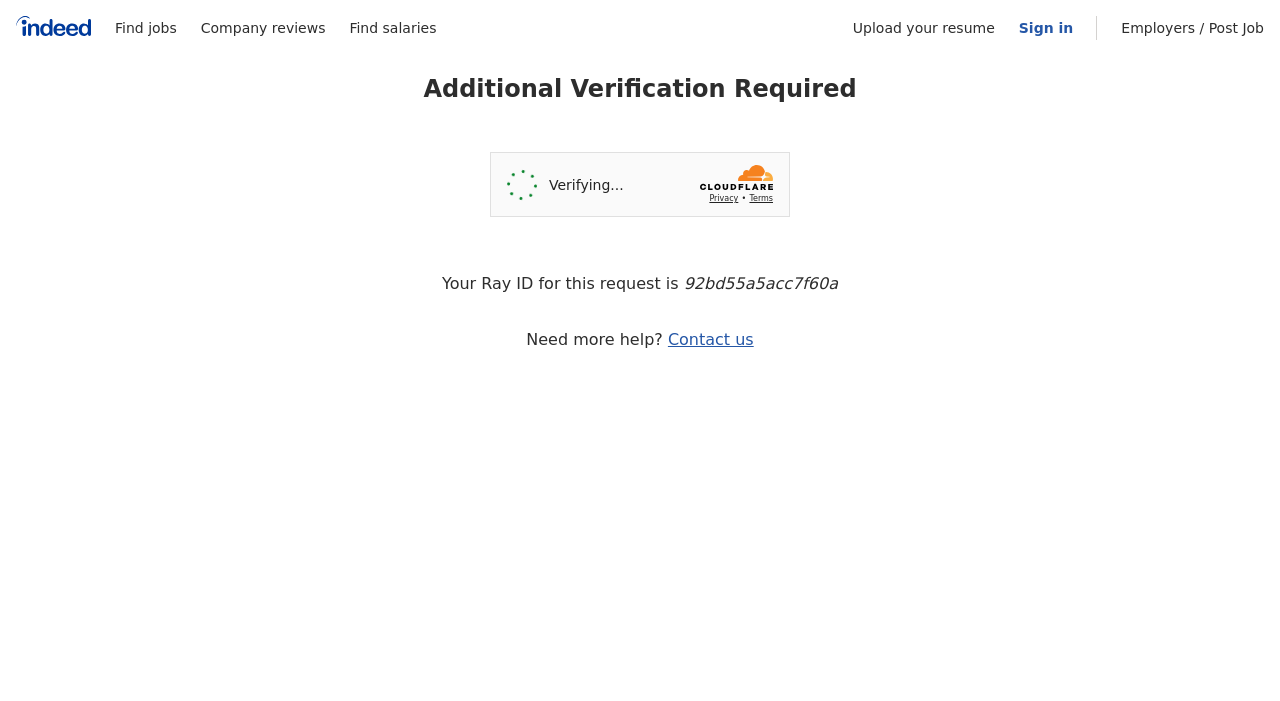 indeed Find jobs Company reviews Find salaries Upload your resume Sign in Employers / Post Job
Additional Verification Required
Verifying...
CLOUDFLARE
Privacy • Terms
Your Ray ID for this request is 92bd55a5acc7f60a
Need more help? Contact us